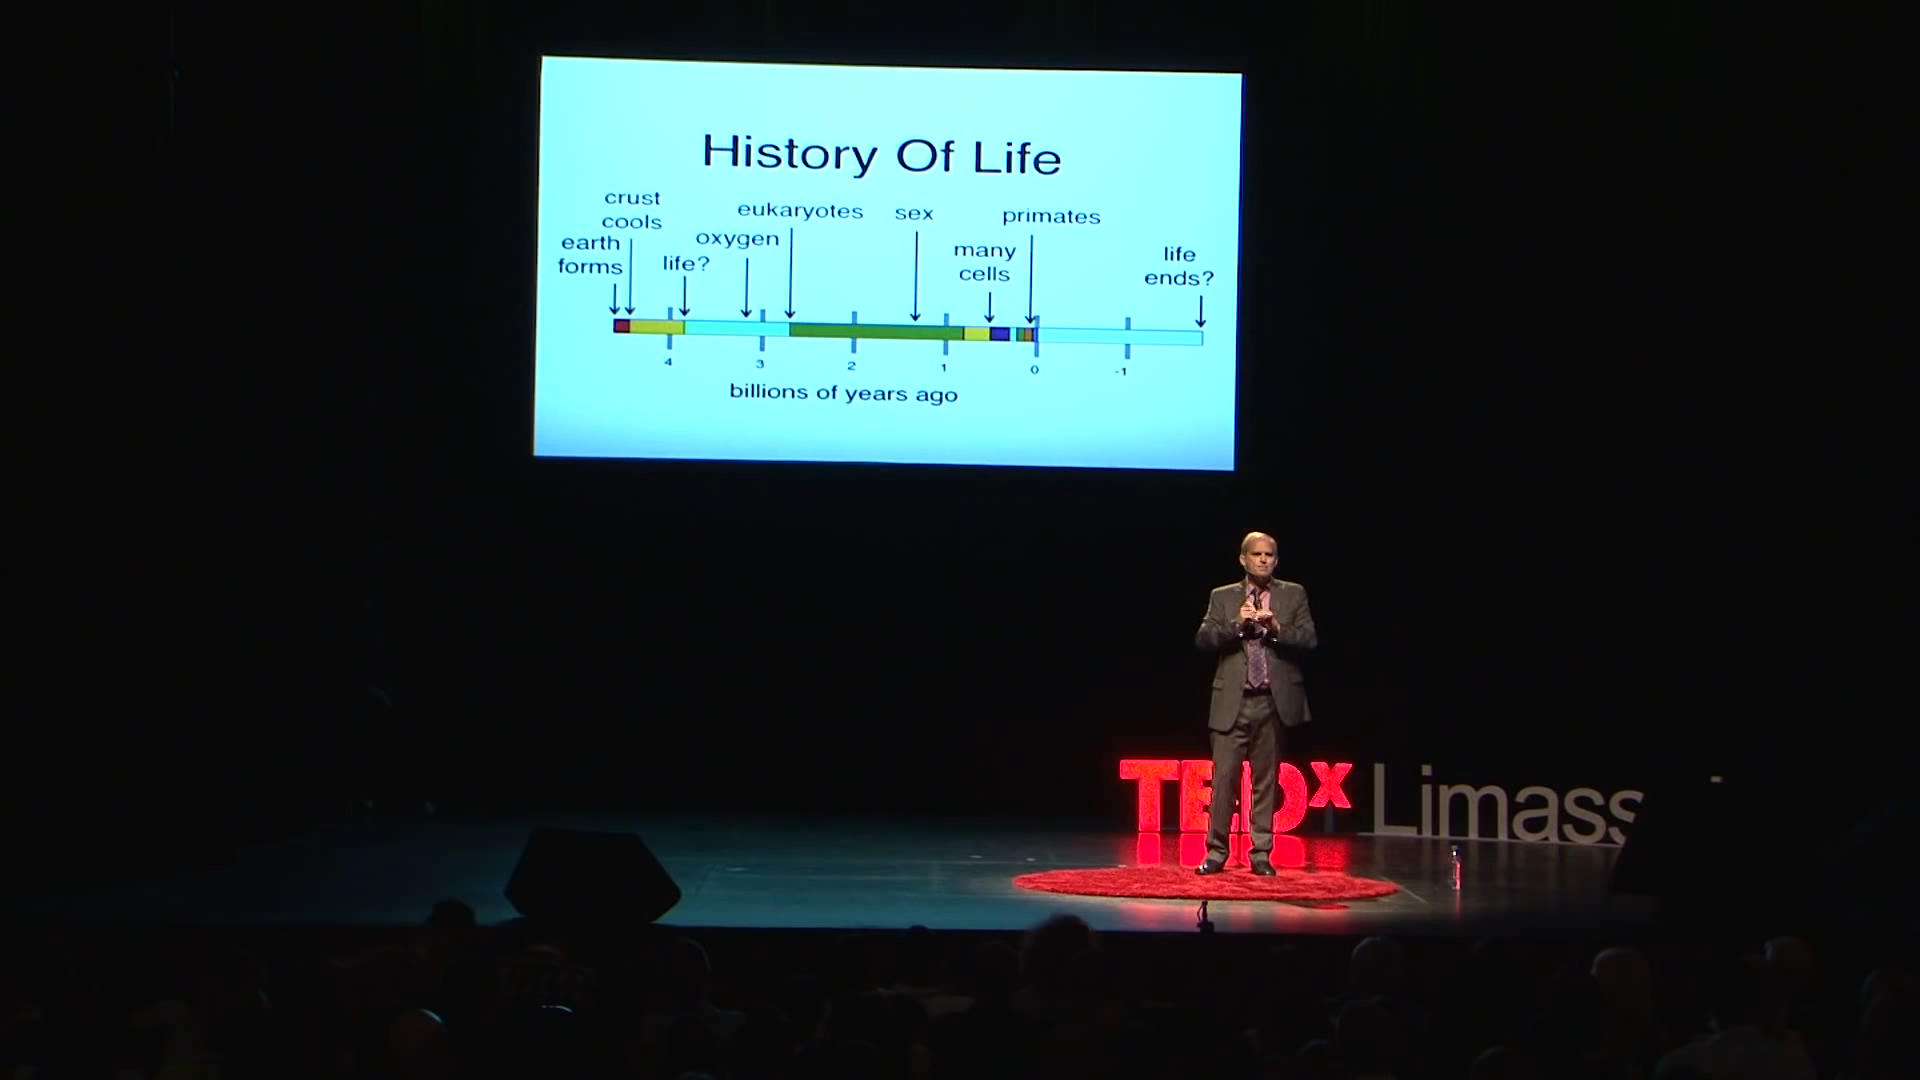 History Of Life
crust
cools
eukaryotes
sex
primates
earth
forms
oxygen
life?
many
cells
life
ends?
4 3 2 1 0 -1
billions of years ago
TEDx Limass